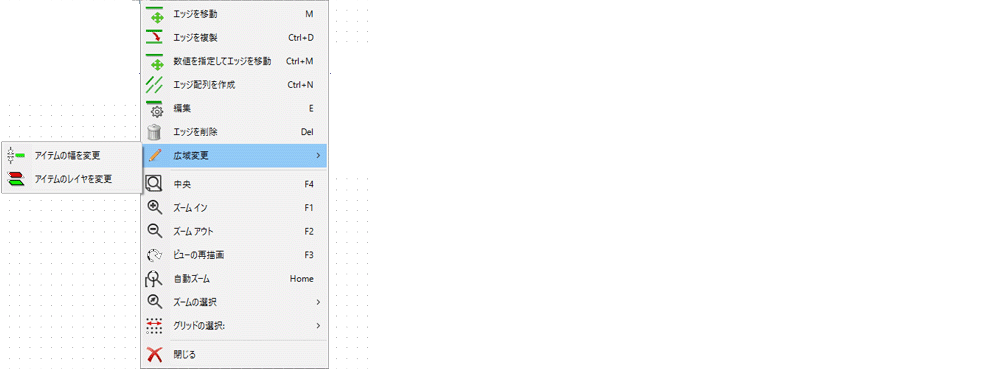 エッジを移動 M
エッジを複製 Ctrl+D
数値を指定してエッジを移動 Ctrl+M
エッジ配列を作成 Ctrl+N
編集 E
エッジを削除 Del
広域変更
アイテムの幅を変更
アイテムのレイヤを変更
中央 F4
ズーム イン F1
ズーム アウト F2
ビューの再描画 F3
自動ズーム Home
ズームの選択
グリッドの選択:
閉じる